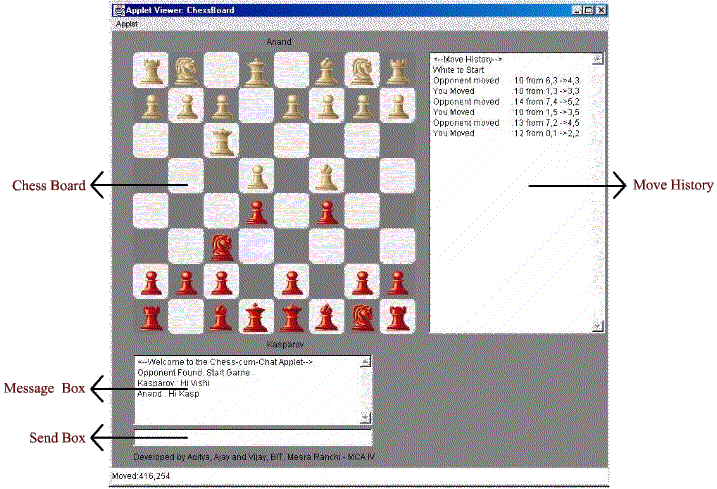 Applet Viewer: ChessBoard
Applet
Anand
<--Move History-->
White to Start
Opponent moved :10 from 6,3 ->4,3
You Moved :18 from 1,3 ->3,3
Opponent moved :14 from 7,4 ->5,2
You Moved :10 from 1,5 ->3,5
Opponent moved :13 from 7,2 ->4,5
You Moved :12 from 0,1 ->2,2
Chess Board
Move History
Kasparov
<--Welcome to the Chess-cum-Chat Applet-->
Opponent Found, Start Game
Kasparov : Hi Vishi
Anand : Hi Kasp
Message Box
Send Box
Developed by Aditya, Ajay and Vijay, BIT, Mesra Ranchi - MCA IV
Moved:416,254